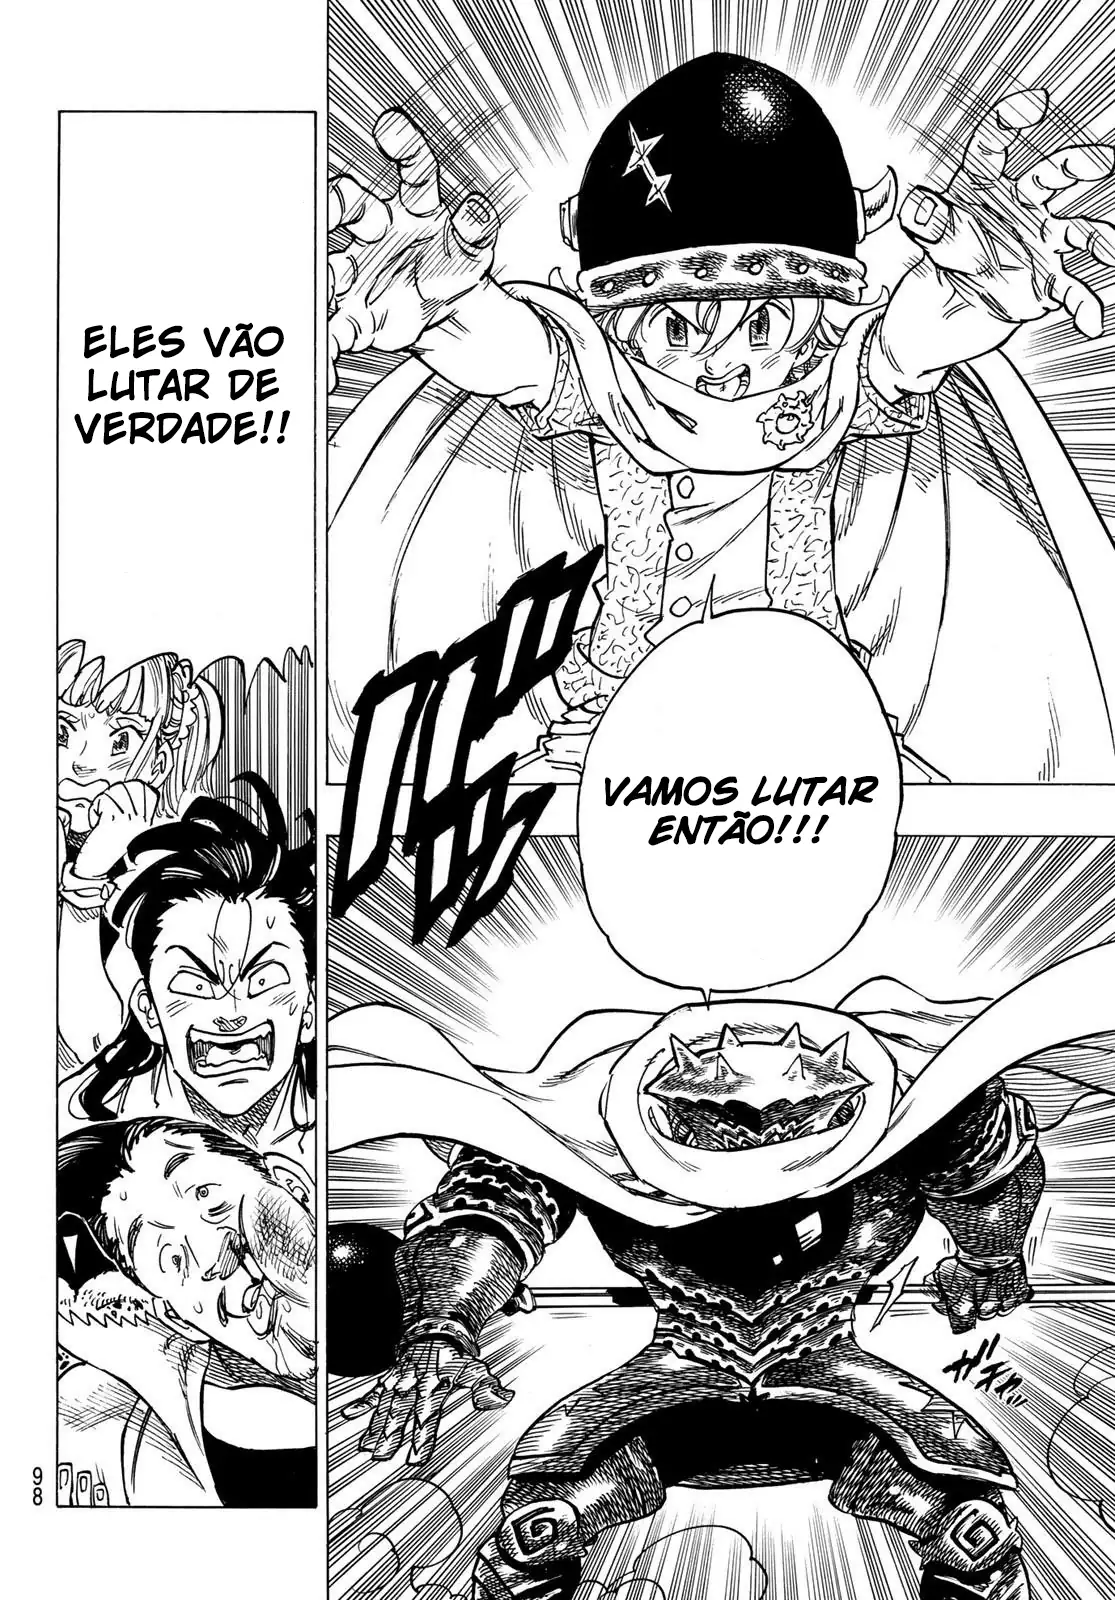 VAMOS LUTAR
ENTÃO!!!
ELES VÃO
LUTAR DE
VERDADE!!
98